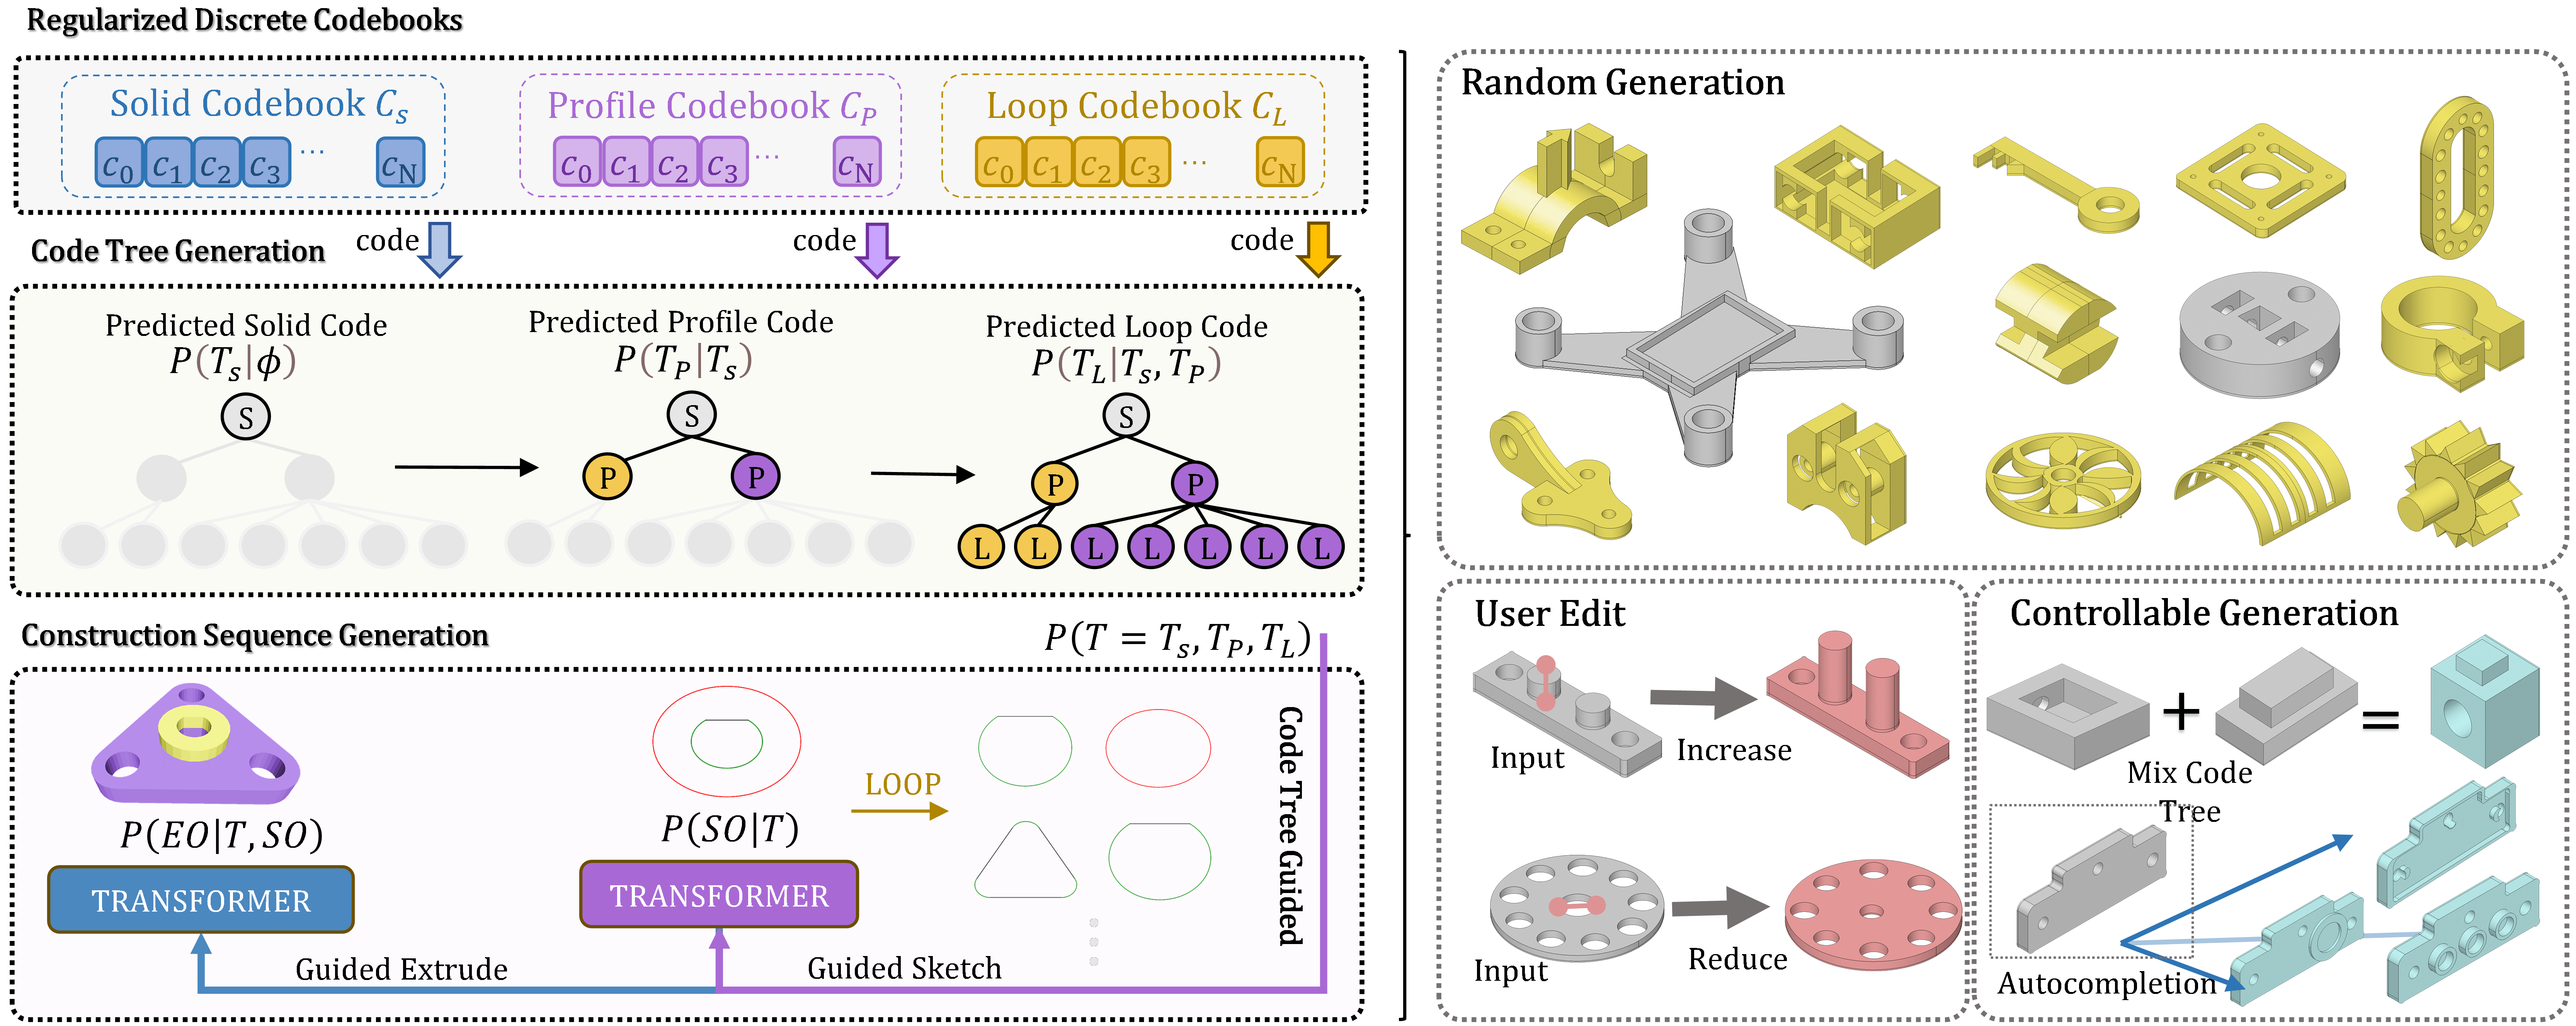 Regularized Discrete Codebooks
Solid Codebook C_s
c_0 c_1 c_2 c_3 ... c_N
Profile Codebook C_P
c_0 c_1 c_2 c_3 ... c_N
Loop Codebook C_L
c_0 c_1 c_2 c_3 ... c_N
code
code
code
Code Tree Generation
Predicted Solid Code
P(T_s|ϕ)
S
Predicted Profile Code
P(T_P|T_s)
S
P P
Predicted Loop Code
P(T_L|T_s, T_P)
S
P P
L L L L L L L
Construction Sequence Generation
P(T = T_s, T_P, T_L)
P(EO|T, SO)
TRANSFORMER
P(SO|T)
TRANSFORMER
LOOP
Code Tree Guided
Guided Extrude
Guided Sketch
Random Generation
User Edit
Input
Increase
Input
Reduce
Controllable Generation
+
=
Mix Code
Tree
Autocompletion